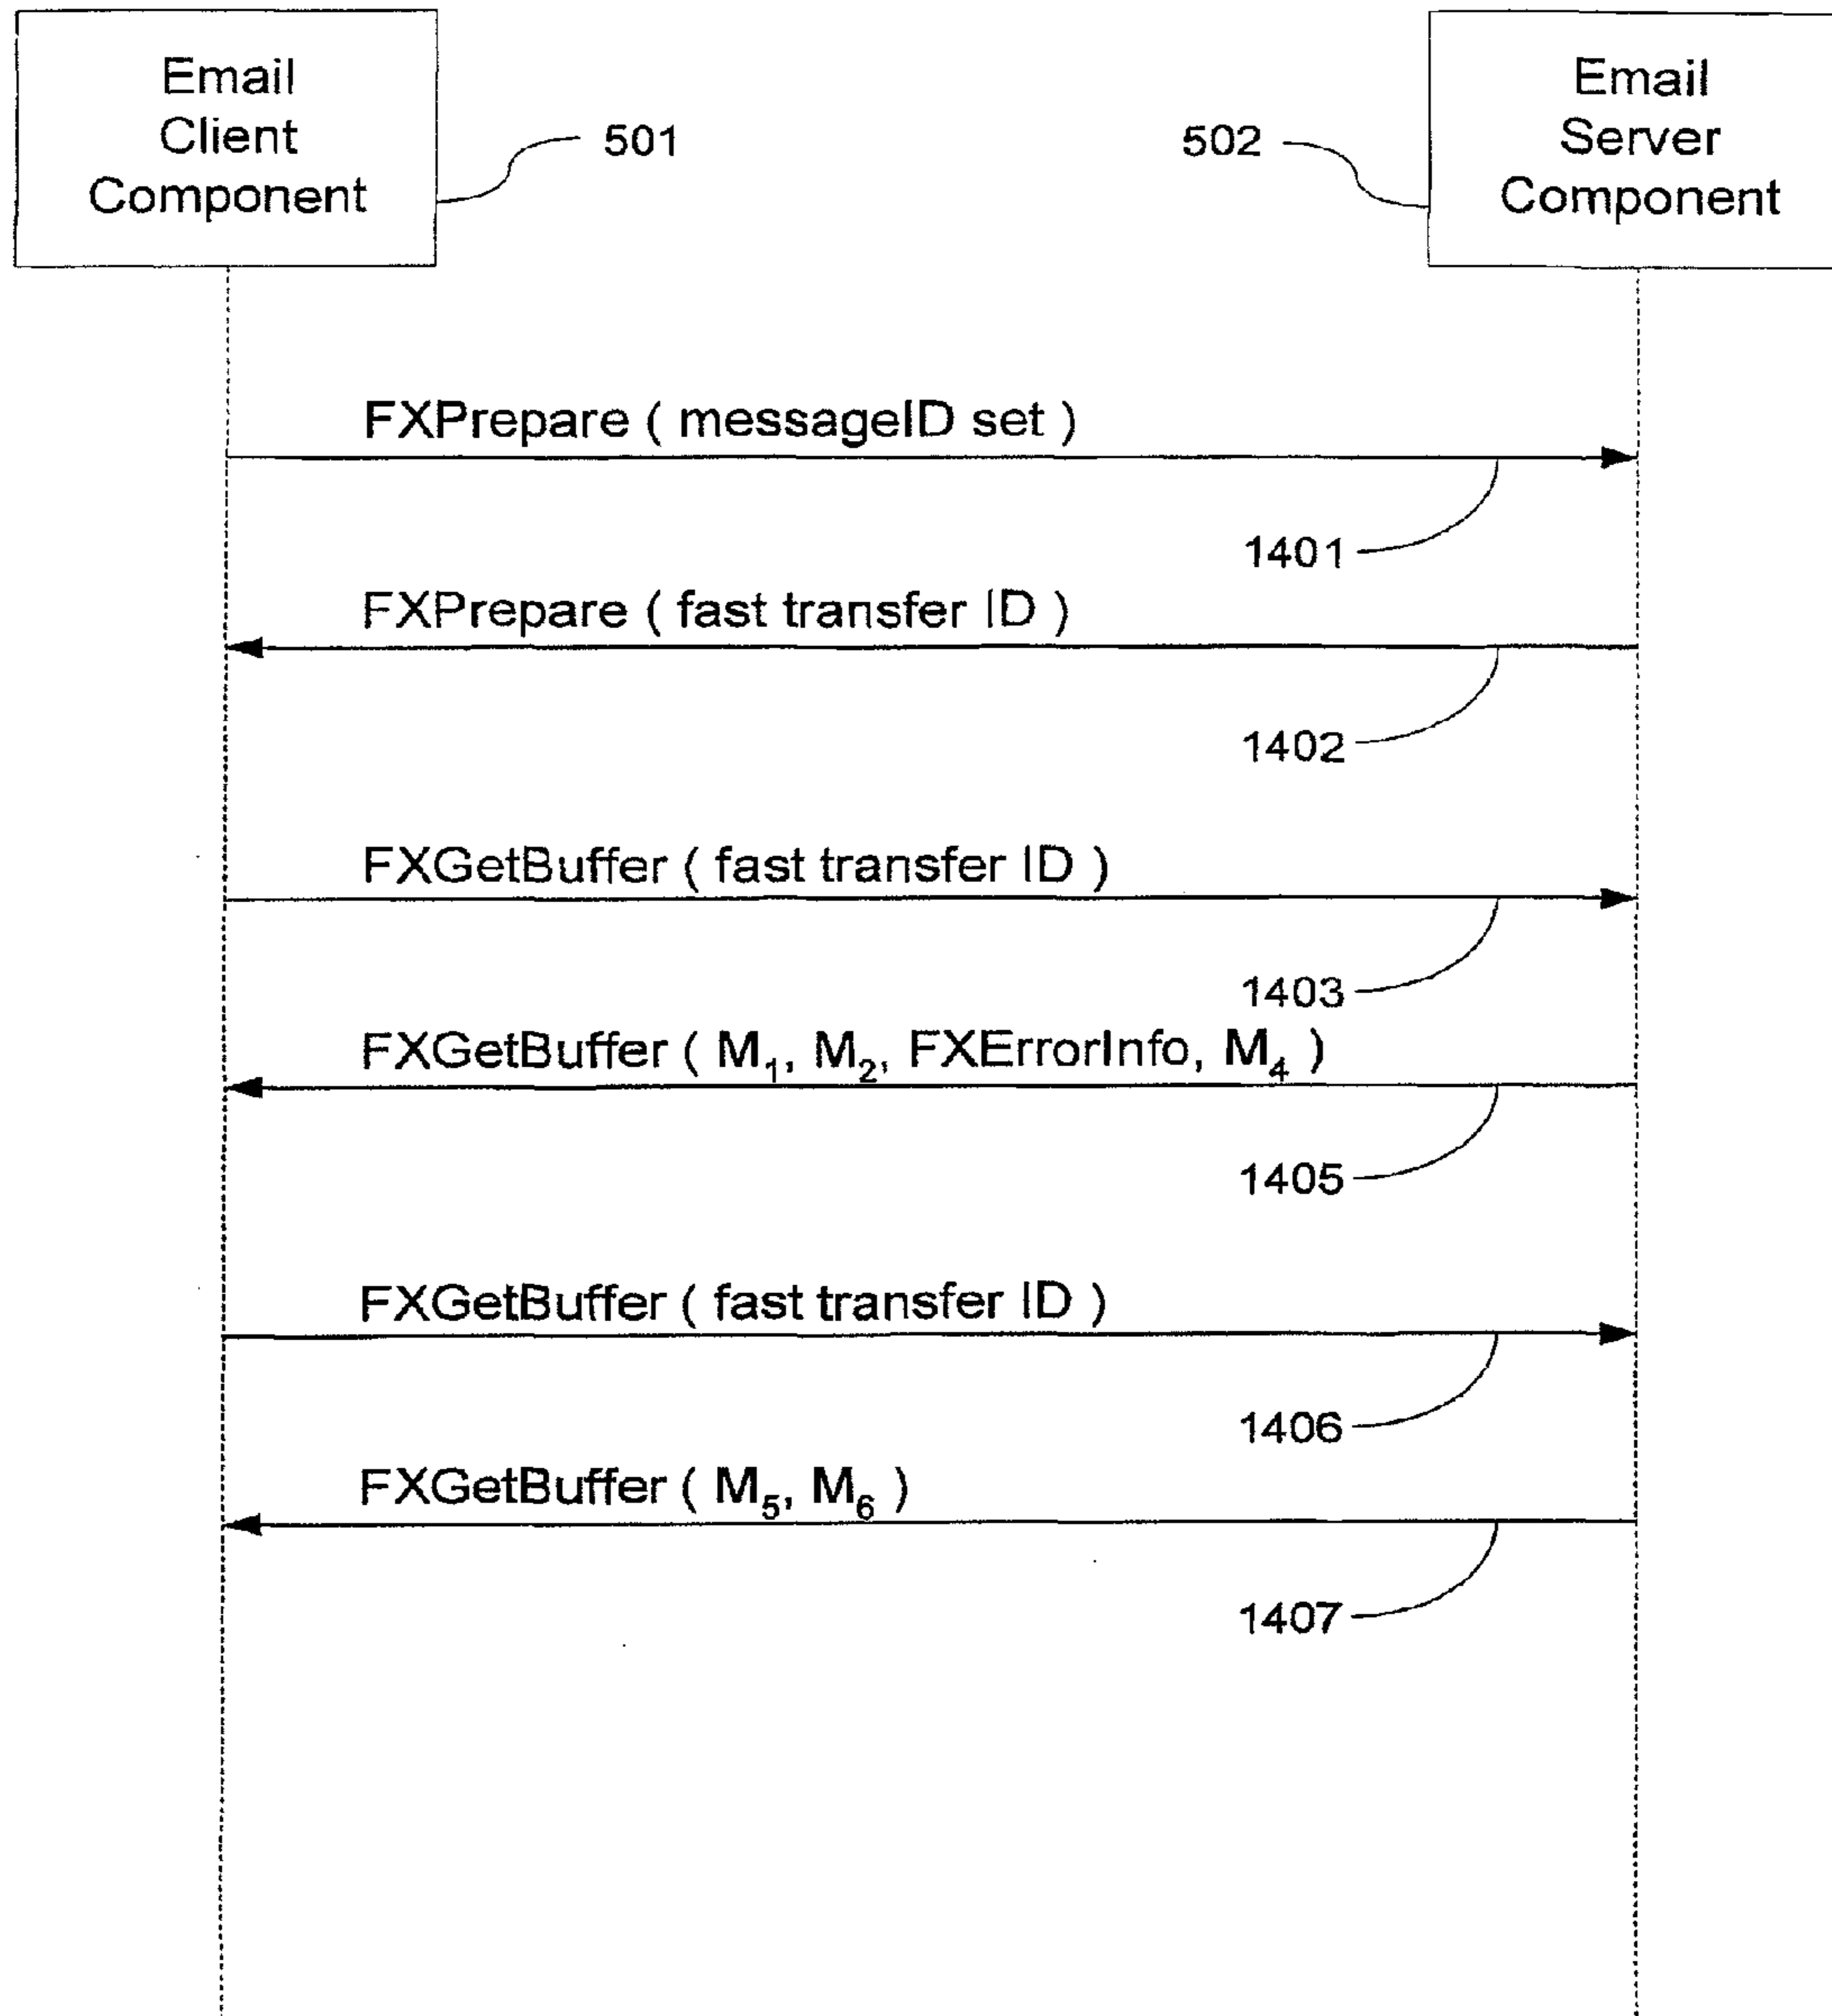 Email
Client
Component
501
502
Email
Server
Component
FXPrepare ( messageID set )
1401
FXPrepare ( fast transfer ID )
1402
FXGetBuffer ( fast transfer ID )
1403
FXGetBuffer ( M₁, M₂, FXErrorInfo, M₄ )
1405
FXGetBuffer ( fast transfer ID )
1406
FXGetBuffer ( M₅, M₆ )
1407